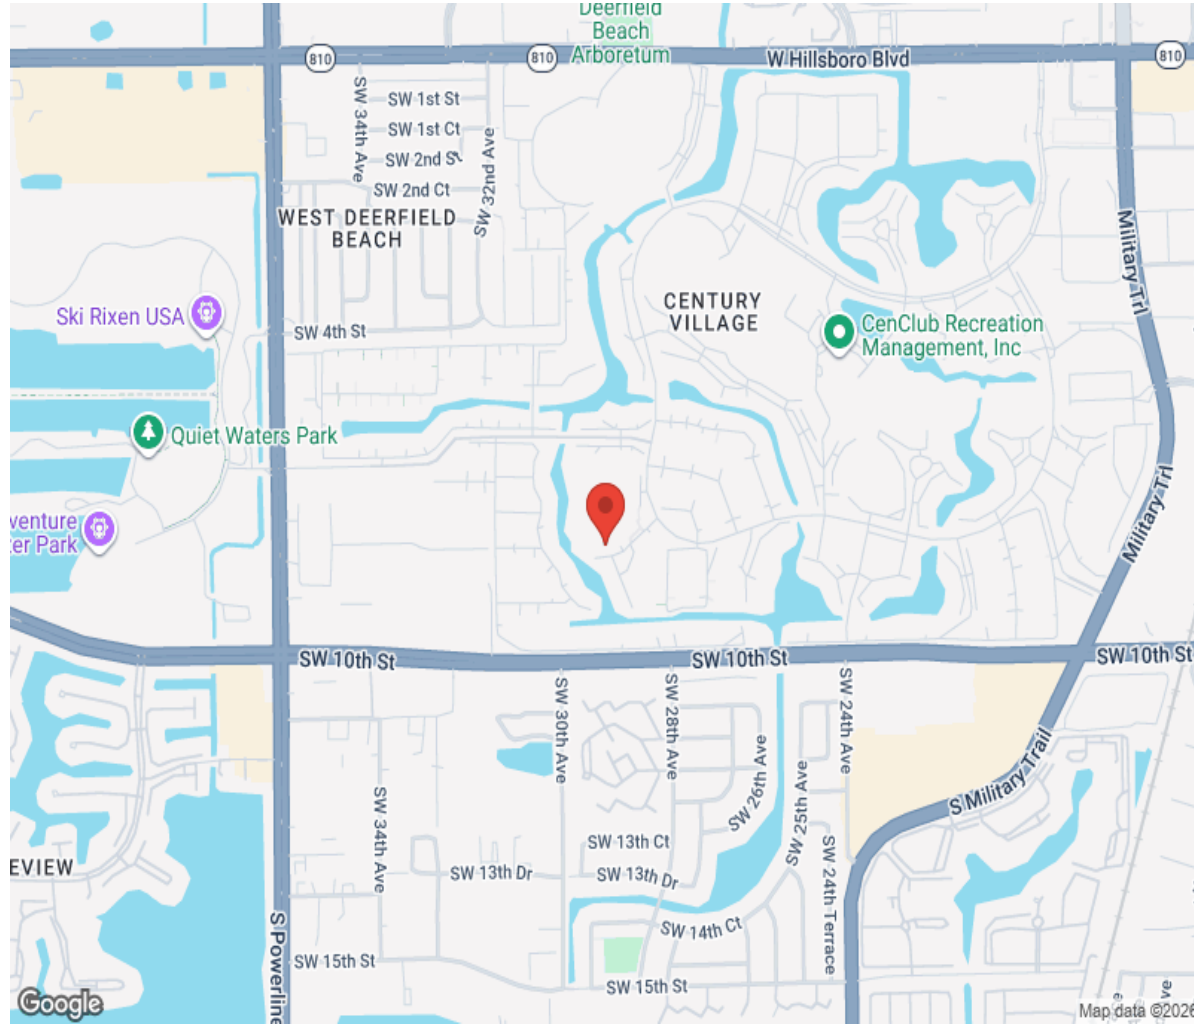 Deerfield
Beach
Arboretum
810
810
W Hillsboro Blvd
810
SW 34th Ave
SW 1st St
SW 1st Ct
SW 2nd S
SW 2nd Ct
SW 32nd Ave
WEST DEERFIELD
BEACH
Military Trl
Ski Rixen USA
SW 4th St
CENTURY
VILLAGE
CenClub Recreation
Management, Inc
Quiet Waters Park
Military Trl
venture
ter Park
SW 10th St
SW 10th St
SW 10th St
SW 30th Ave
SW 28th Ave
SW 24th Ave
SW 26th Ave
SW 25th Ave
S Military Trail
SW 34th Ave
SW 13th Ct
SW 13th Dr
SW 13th Dr
SW 24th Terrace
EVIEW
S Powerline
SW 14th Ct
SW 15th St
SW 15th St
Ave
Google
Map data ©2026